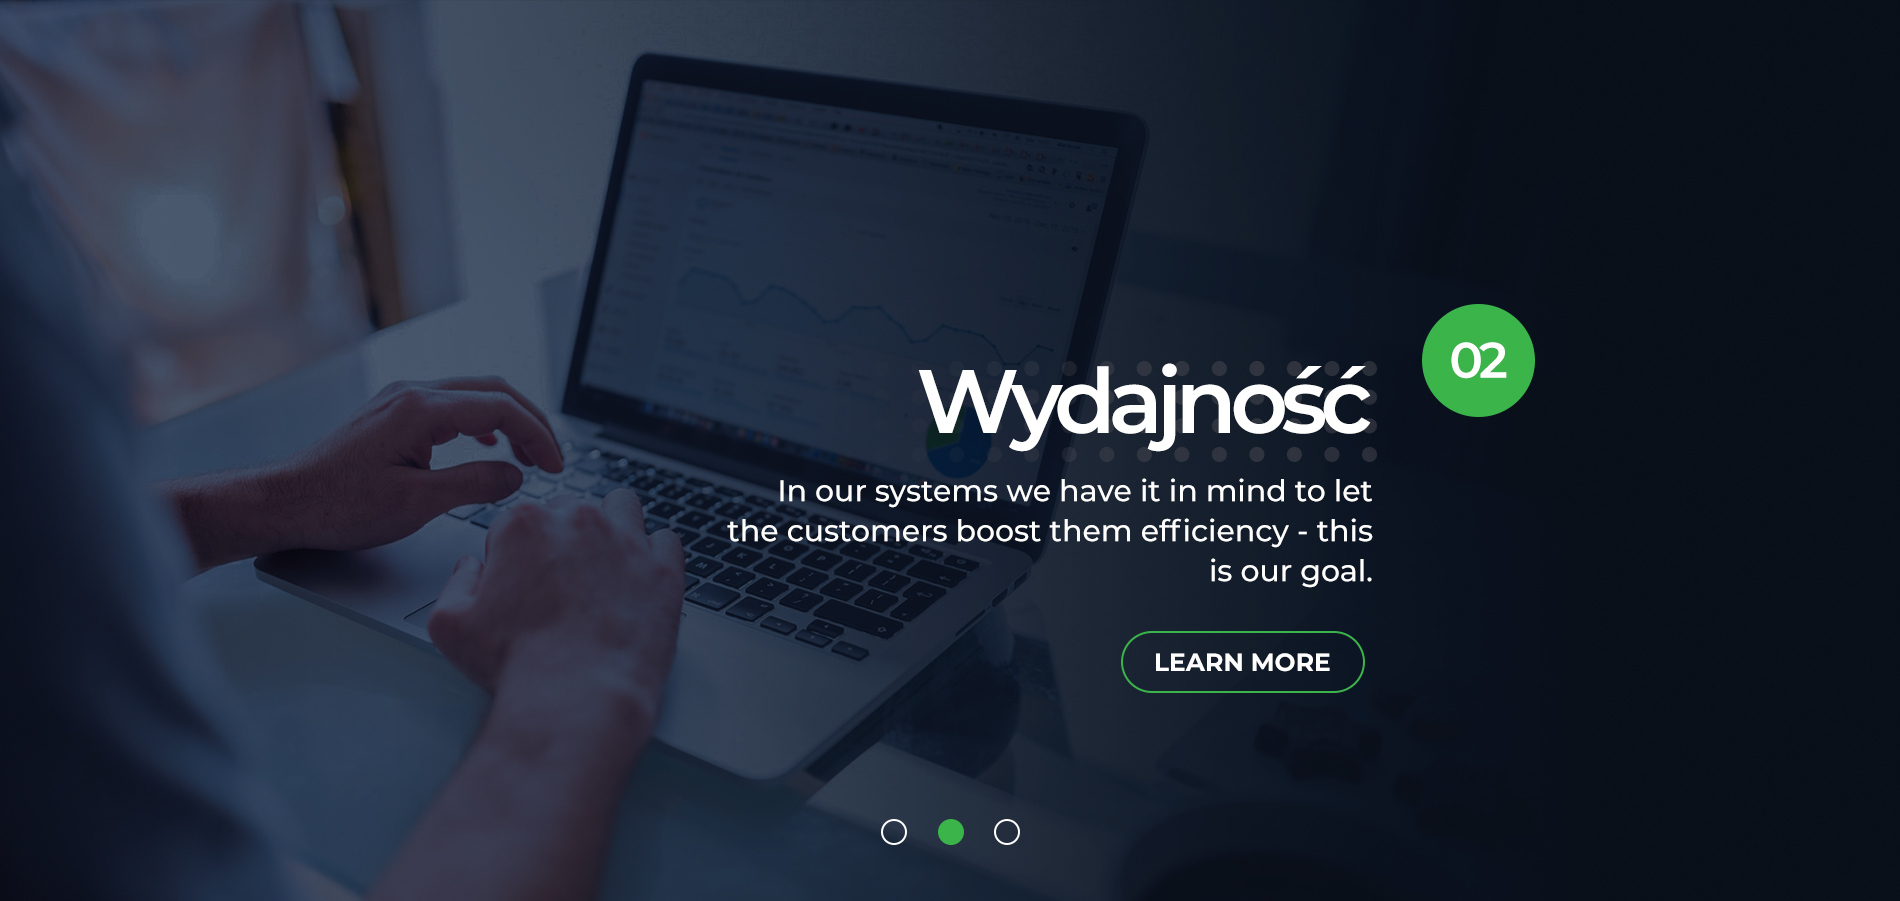 02
Wydajność
In our systems we have it in mind to let
the customers boost them efficiency - this
is our goal.
LEARN MORE